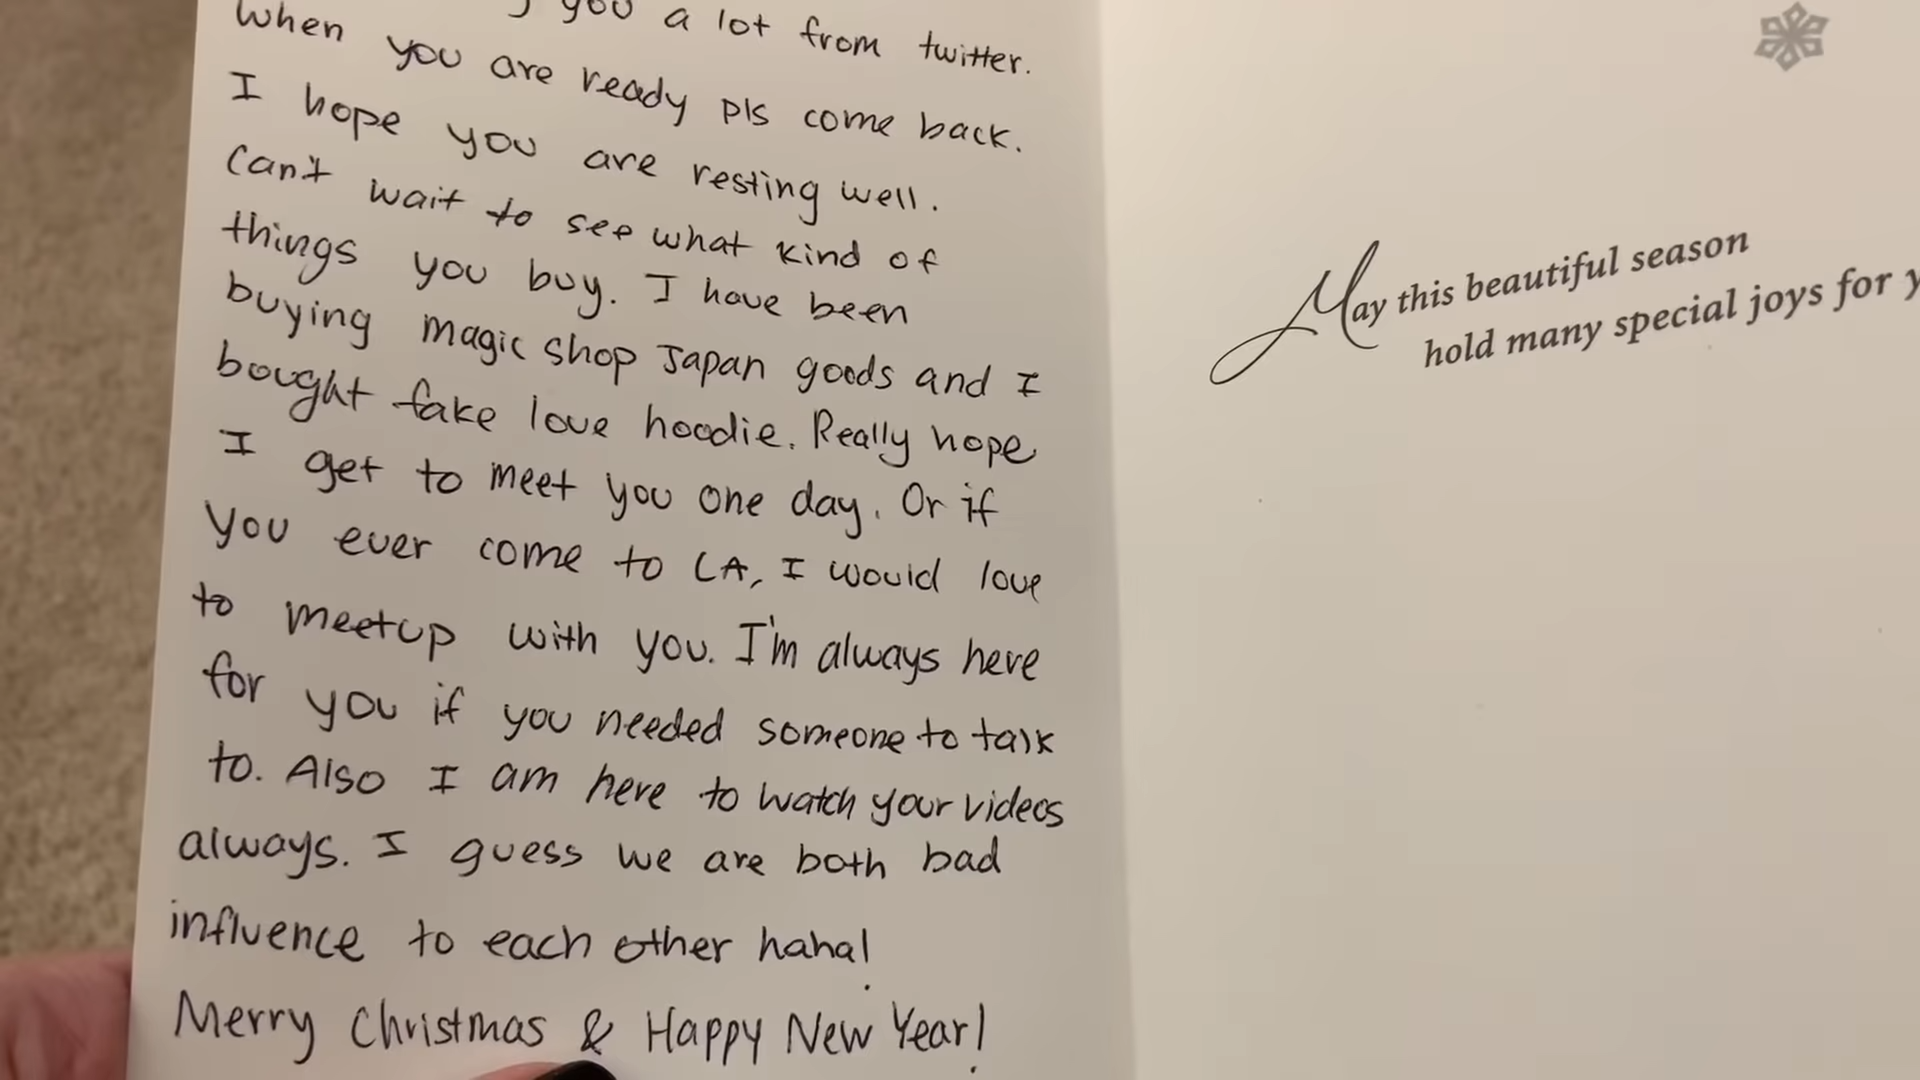 you a lot from twitter.
When you are ready pls come back.
I hope you are resting well.
Can't wait to see what kind of
things you buy. I have been
buying magic shop Japan goods and I
bought fake love hoodie. Really hope
I get to meet you one day. Or if
you ever come to LA, I would love
to meetup with you. I'm always here
for you if you needed someone to talk
to. Also I am here to watch your videos
always. I guess we are both bad
influence to each other haha!
Merry Christmas & Happy New Year!
May this beautiful season
hold many special joys for